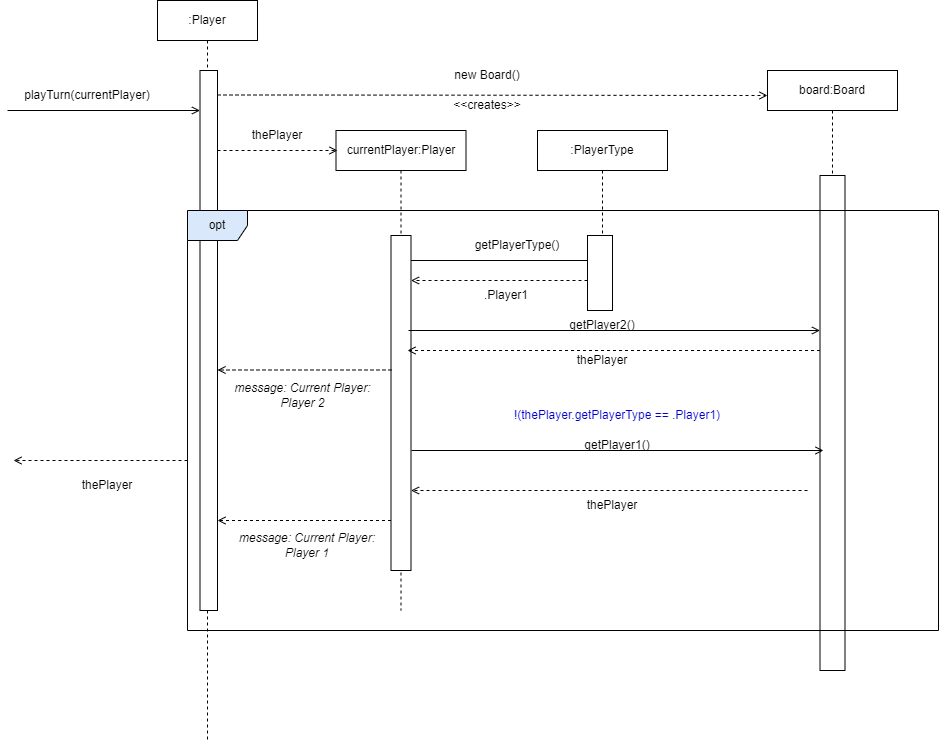 :Player
new Board()
board:Board
playTurn(currentPlayer)
<<creates>>
thePlayer
currentPlayer:Player
:PlayerType
opt
getPlayerType()
.Player1
getPlayer2()
thePlayer
message: Current Player:
Player 2
!(thePlayer.getPlayerType == .Player1)
getPlayer1()
thePlayer
thePlayer
message: Current Player:
Player 1